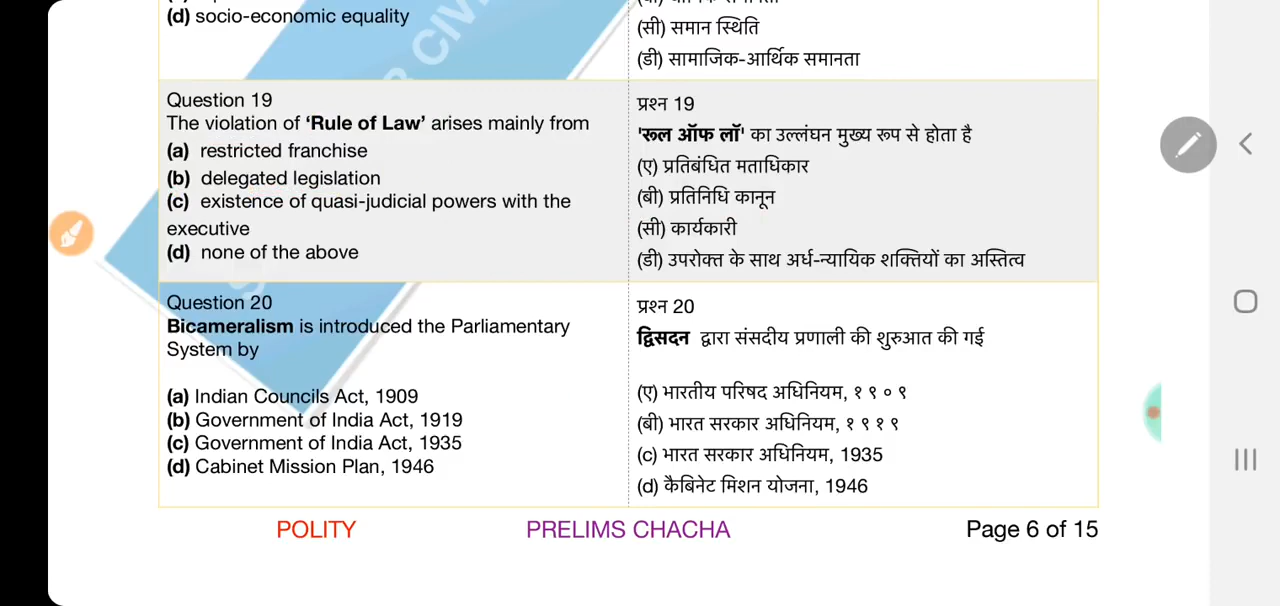 (d) socio-economic equality
(सी) समान स्थिति
(डी) सामाजिक-आर्थिक समानता
Question 19
The violation of ‘Rule of Law’ arises mainly from
(a) restricted franchise
(b) delegated legislation
(c) existence of quasi-judicial powers with the
executive
(d) none of the above
प्रश्न 19
'रूल ऑफ लॉ' का उल्लंघन मुख्य रूप से होता है
(ए) प्रतिबंधित मताधिकार
(बी) प्रतिनिधि कानून
(सी) कार्यकारी
(डी) उपरोक्त के साथ अर्ध-न्यायिक शक्तियों का अस्तित्व
Question 20
Bicameralism is introduced the Parliamentary
System by
(a) Indian Councils Act, 1909
(b) Government of India Act, 1919
(c) Government of India Act, 1935
(d) Cabinet Mission Plan, 1946
प्रश्न 20
द्विसदन द्वारा संसदीय प्रणाली की शुरुआत की गई
(ए) भारतीय परिषद अधिनियम, १९०९
(बी) भारत सरकार अधिनियम, १९१९
(c) भारत सरकार अधिनियम, 1935
(d) कैबिनेट मिशन योजना, 1946
POLITY
PRELIMS CHACHA
Page 6 of 15